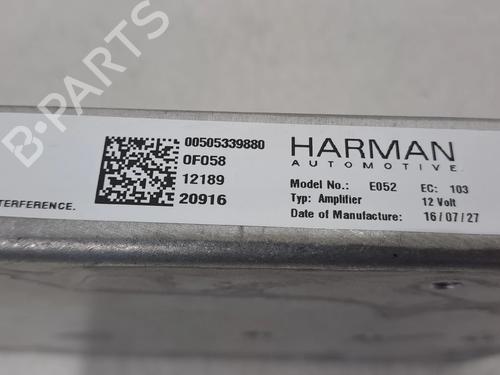 B-PARTS
00505339880
0F058
12189
20916
TERFERENCE.
HARMAN
AUTOMOTIVE
Model No.: E052 EC: 103
Typ: Amplifier 12 Volt
Date of Manufacture: 16/07/27